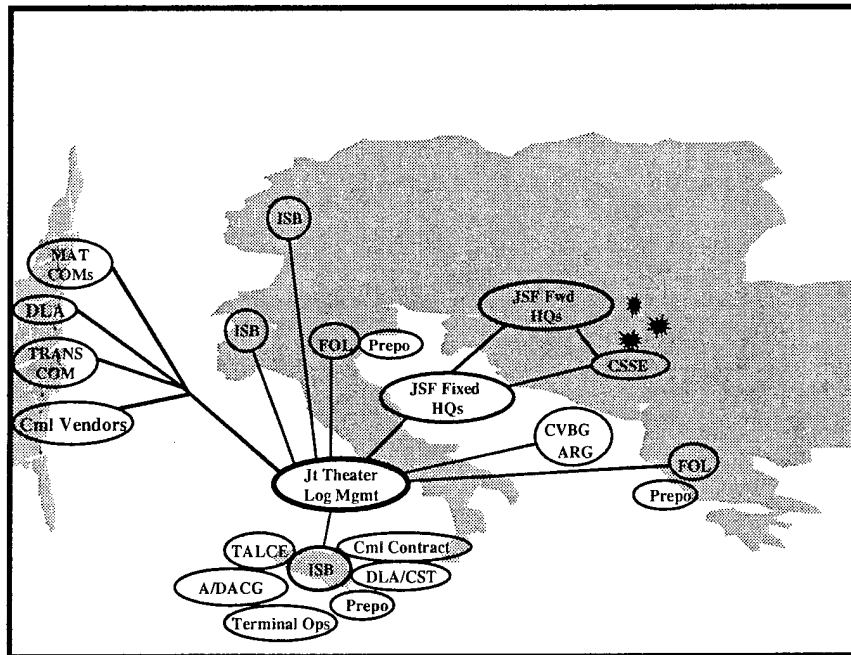 ISB
MAT
COMs
DLA
TRANS
COM
Cml Vendors
ISB
FOL
Prepo
JSF Fwd
HQs
CSSE
JSF Fixed
HQs
CVBG
ARG
FOL
Prepo
Jt Theater
Log Mgmt
TALCE
ISB
Cml Contract
A/DACG
DLA/CST
Prepo
Terminal Ops